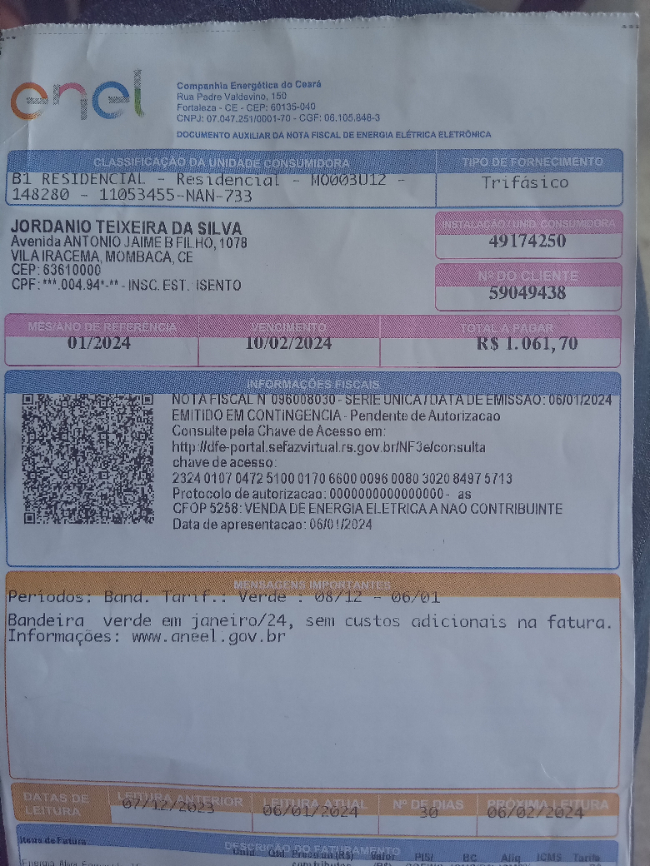 enel
Companhia Energética do Ceará
Rua Padre Valdevino, 150
Fortaleza - CE - CEP: 60135-040
CNPJ: 07.047.251/0001-70 - CGF: 06.105.848-3
DOCUMENTO AUXILIAR DA NOTA FISCAL DE ENERGIA ELÉTRICA ELETRÔNICA
CLASSIFICAÇÃO DA UNIDADE CONSUMIDORA
TIPO DE FORNECIMENTO
B1 RESIDENCIAL - Residencial - MO003U12 -
148280 - 11053455-NAN-733
Trifásico
JORDANIO TEIXEIRA DA SILVA
Avenida ANTONIO JAIME B FILHO, 1078
VILA IRACEMA, MOMBACA, CE
CEP: 63610000
CPF: ***.004.94*-** - INSC. EST. ISENTO
INSTALAÇÃO / UNID. CONSUMIDORA
49174250
Nº DO CLIENTE
59049438
MÊS/ANO DE REFERÊNCIA
VENCIMENTO
TOTAL A PAGAR
01/2024
10/02/2024
R$ 1.061,70
INFORMAÇÕES FISCAIS
NOTA FISCAL N 096008030 - SERIE UNICA / DATA DE EMISSÃO: 06/01/2024
EMITIDO EM CONTINGENCIA - Pendente de Autorizacao
Consulte pela Chave de Acesso em:
http://dfe-portal.sefazvirtual.rs.gov.br/NF3e/consulta
chave de acesso:
2324 0107 0472 5100 0170 6600 0096 0080 3020 8497 5713
Protocolo de autorizacao: 0000000000000000 - as
CFOP 5258: VENDA DE ENERGIA ELETRICA A NAO CONTRIBUINTE
Data de apresentacao: 06/01/2024
MENSAGENS IMPORTANTES
Períodos: Band. Tarif.: Verde : 08/12 - 06/01
Bandeira verde em janeiro/24, sem custos adicionais na fatura.
Informações: www.aneel.gov.br
DATAS DE LEITURA
LEITURA ANTERIOR
LEITURA ATUAL
Nº DE DIAS
PRÓXIMA LEITURA
07/12/2023
06/01/2024
30
06/02/2024
Itens de Fatura
DESCRIÇÃO DO FATURAMENTO
Valor
PIS/
BC
ICMS
Tarifa